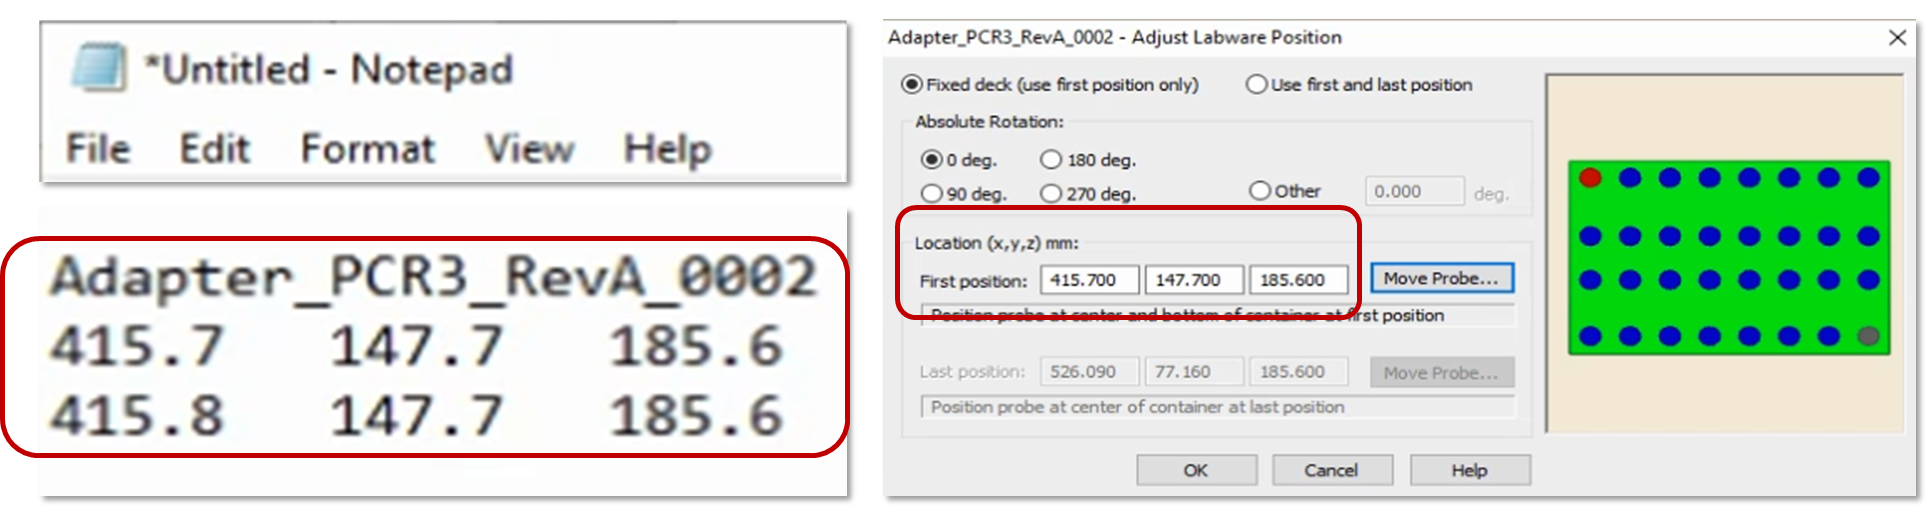 *Untitled - Notepad
File Edit Format View Help
Adapter_PCR3_RevA_0002
415.7 147.7 185.6
415.8 147.7 185.6
Adapter_PCR3_RevA_0002 - Adjust Labware Position
Fixed deck (use first position only) Use first and last position
Absolute Rotation:
0 deg. 180 deg.
90 deg. 270 deg. Other 0.000 deg.
Location (x,y,z) mm:
First position: 415.700 147.700 185.600 Move Probe...
Position probe at center and bottom of container at first position
Last position: 526.090 77.160 185.600 Move Probe...
Position probe at center of container at last position
OK Cancel Help